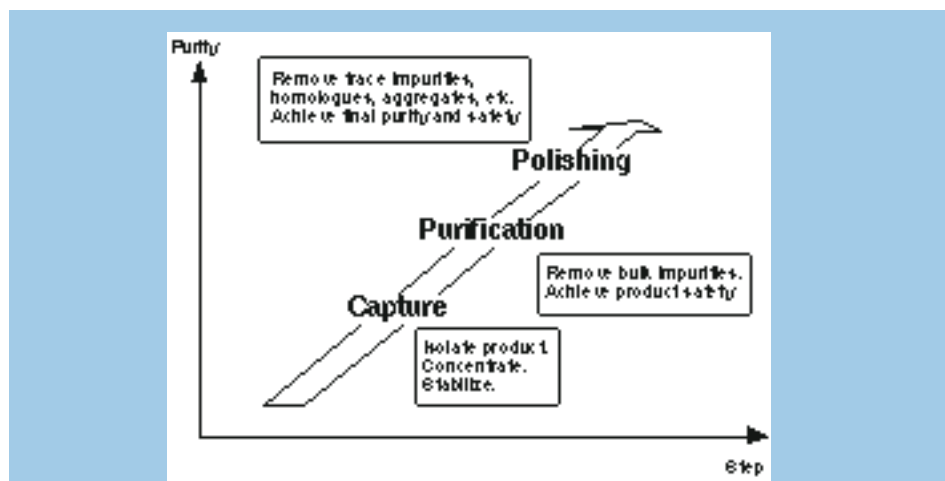 Purity
Remove trace impurities,
homologues, aggregates, etc.
Achieve final purity and safety
Polishing
Purification
Remove bulk impurities.
Achieve product safety
Capture
Isolate product.
Concentrate.
Stabilize.
Step